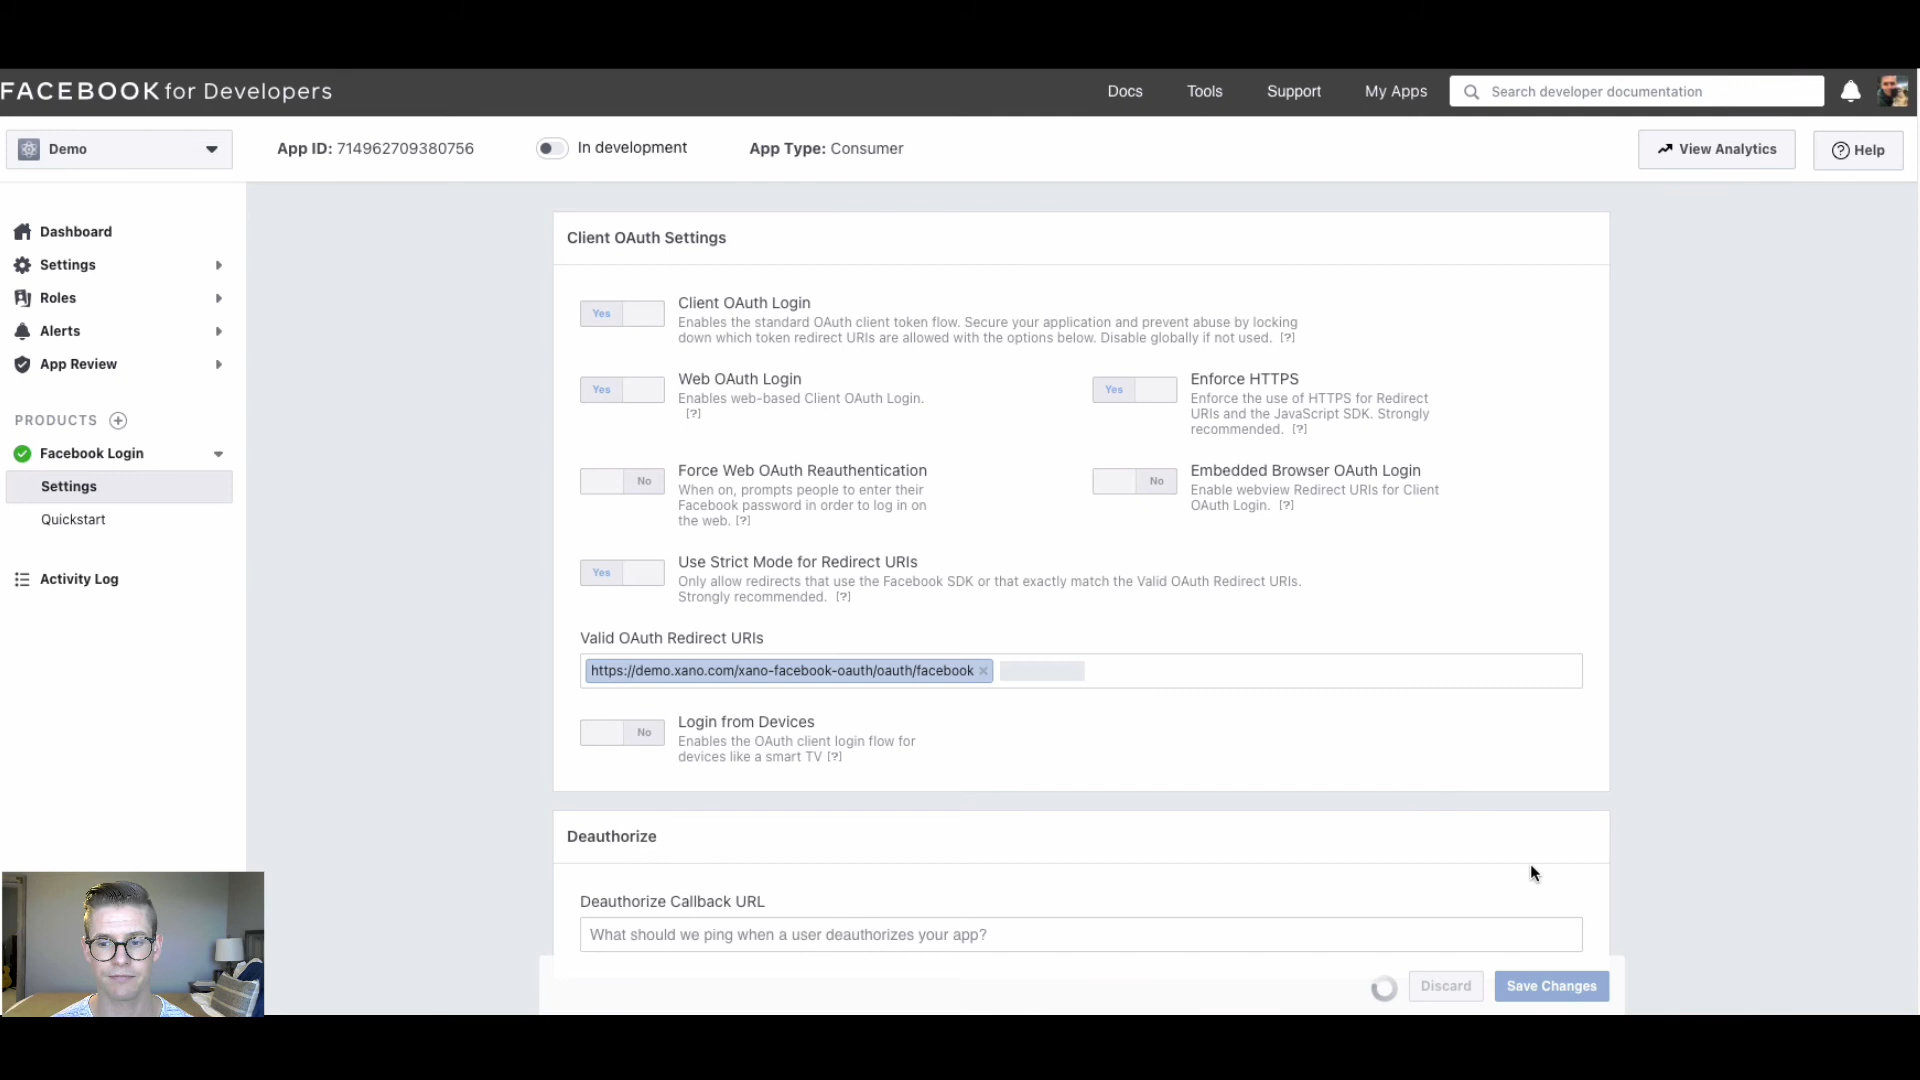 FACEBOOK for Developers
Docs
Tools
Support
My Apps
Search developer documentation
Demo
App ID: 714962709380756
In development
App Type: Consumer
View Analytics
Help
Dashboard
Settings
Roles
Alerts
App Review
PRODUCTS
Facebook Login
Settings
Quickstart
Activity Log
Client OAuth Settings
Yes
Client OAuth Login
Enables the standard OAuth client token flow. Secure your application and prevent abuse by locking
down which token redirect URIs are allowed with the options below. Disable globally if not used. [?]
Yes
Web OAuth Login
Enables web-based Client OAuth Login.
[?]
Yes
Enforce HTTPS
Enforce the use of HTTPS for Redirect
URIs and the JavaScript SDK. Strongly
recommended. [?]
No
Force Web OAuth Reauthentication
When on, prompts people to enter their
Facebook password in order to log in on
the web. [?]
No
Embedded Browser OAuth Login
Enable webview Redirect URIs for Client
OAuth Login. [?]
Yes
Use Strict Mode for Redirect URIs
Only allow redirects that use the Facebook SDK or that exactly match the Valid OAuth Redirect URIs.
Strongly recommended. [?]
Valid OAuth Redirect URIs
https://demo.xano.com/xano-facebook-oauth/oauth/facebook
No
Login from Devices
Enables the OAuth client login flow for
devices like a smart TV [?]
Deauthorize
Deauthorize Callback URL
What should we ping when a user deauthorizes your app?
Discard
Save Changes